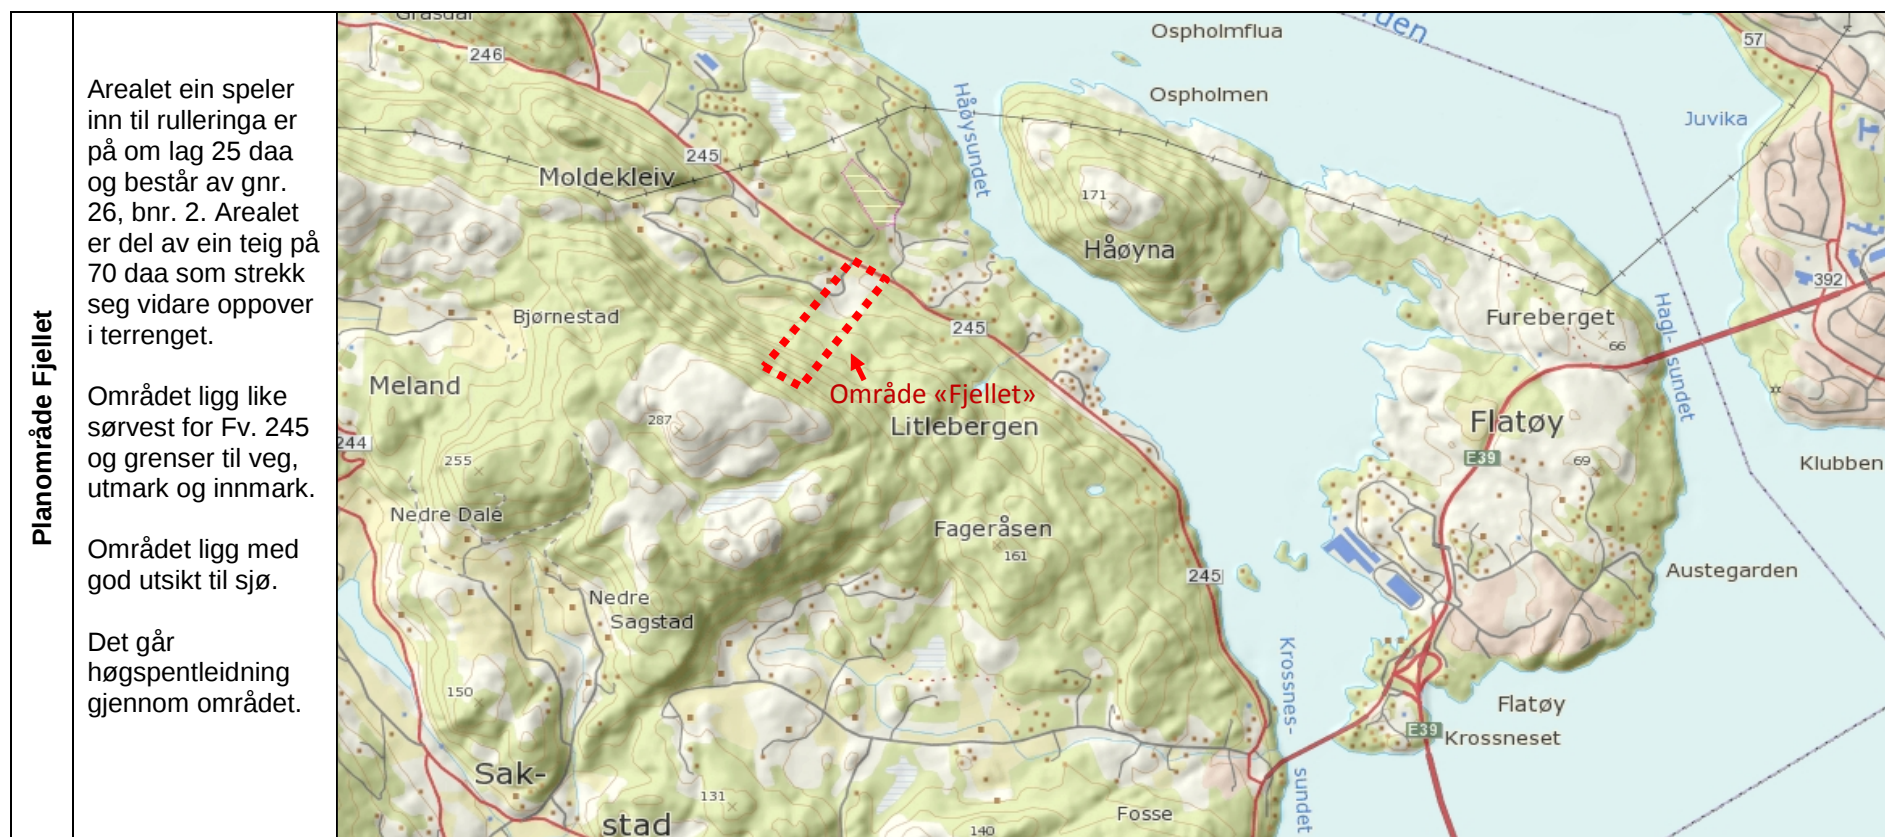 Planområde Fjellet
Arealet ein speler
inn til rulleringa er
på om lag 25 daa
og består av gnr.
26, bnr. 2. Arealet
er del av ein teig på
70 daa som strekk
seg vidare oppover
i terrenget.
Området ligg like
sørvest for Fv. 245
og grenser til veg,
utmark og innmark.
Området ligg med
god utsikt til sjø.
Det går
høgspentleidning
gjennom området.
Grasdal
246
Ospholmflua
57
Ospholmen
Håøysundet
Juvika
245
Moldekleiv
171
Håøyna
392
Bjørnestad
245
Fureberget
66
Hagl- sundet
Meland
Område «Fjellet»
Litlebergen
287
Flatøy
244
255
E39
69
Klubben
Nedre Dale
Fageråsen
161
245
Austegarden
Nedre
Sagstad
Krossnes-
sundet
150
Flatøy
E39
Krossneset
Sak-
stad
131
140
Fosse